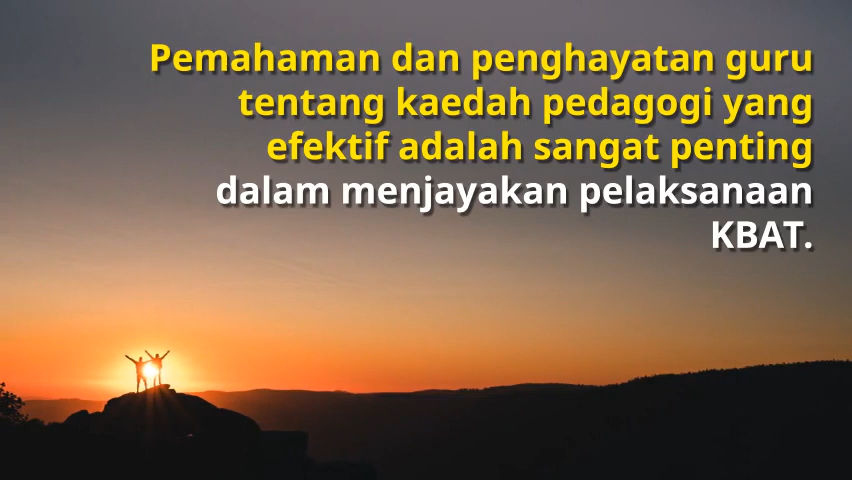 Pemahaman dan penghayatan guru
tentang kaedah pedagogi yang
efektif adalah sangat penting
dalam menjayakan pelaksanaan
KBAT.